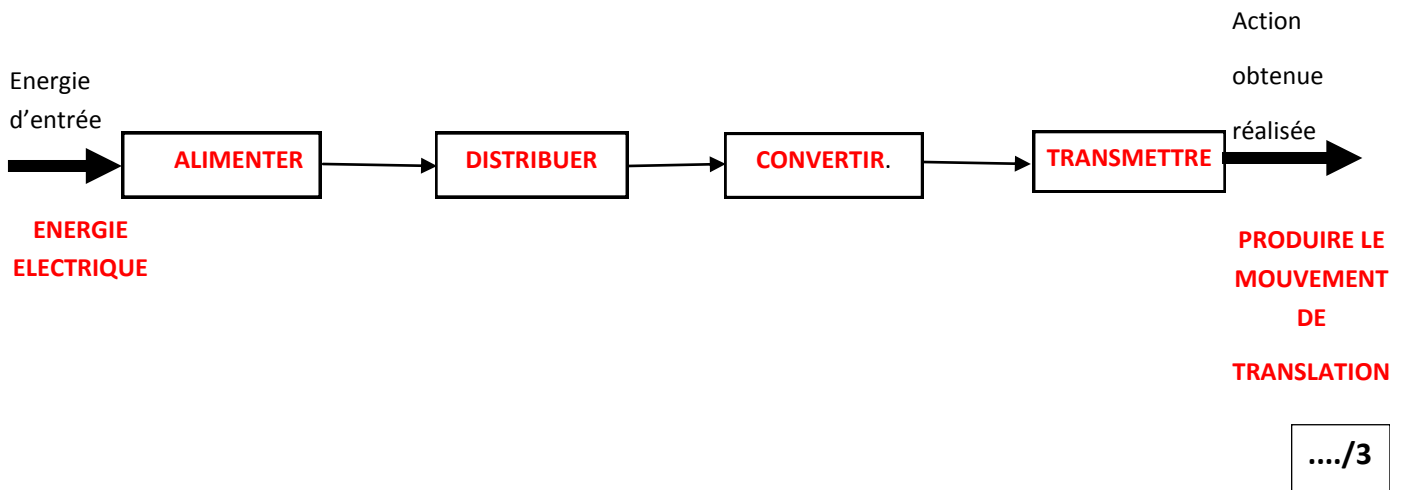 Energie
d’entrée
ENERGIE
ELECTRIQUE
ALIMENTER
DISTRIBUER
CONVERTIR.
TRANSMETTRE
Action
obtenue
réalisée
PRODUIRE LE
MOUVEMENT
DE
TRANSLATION
..../3